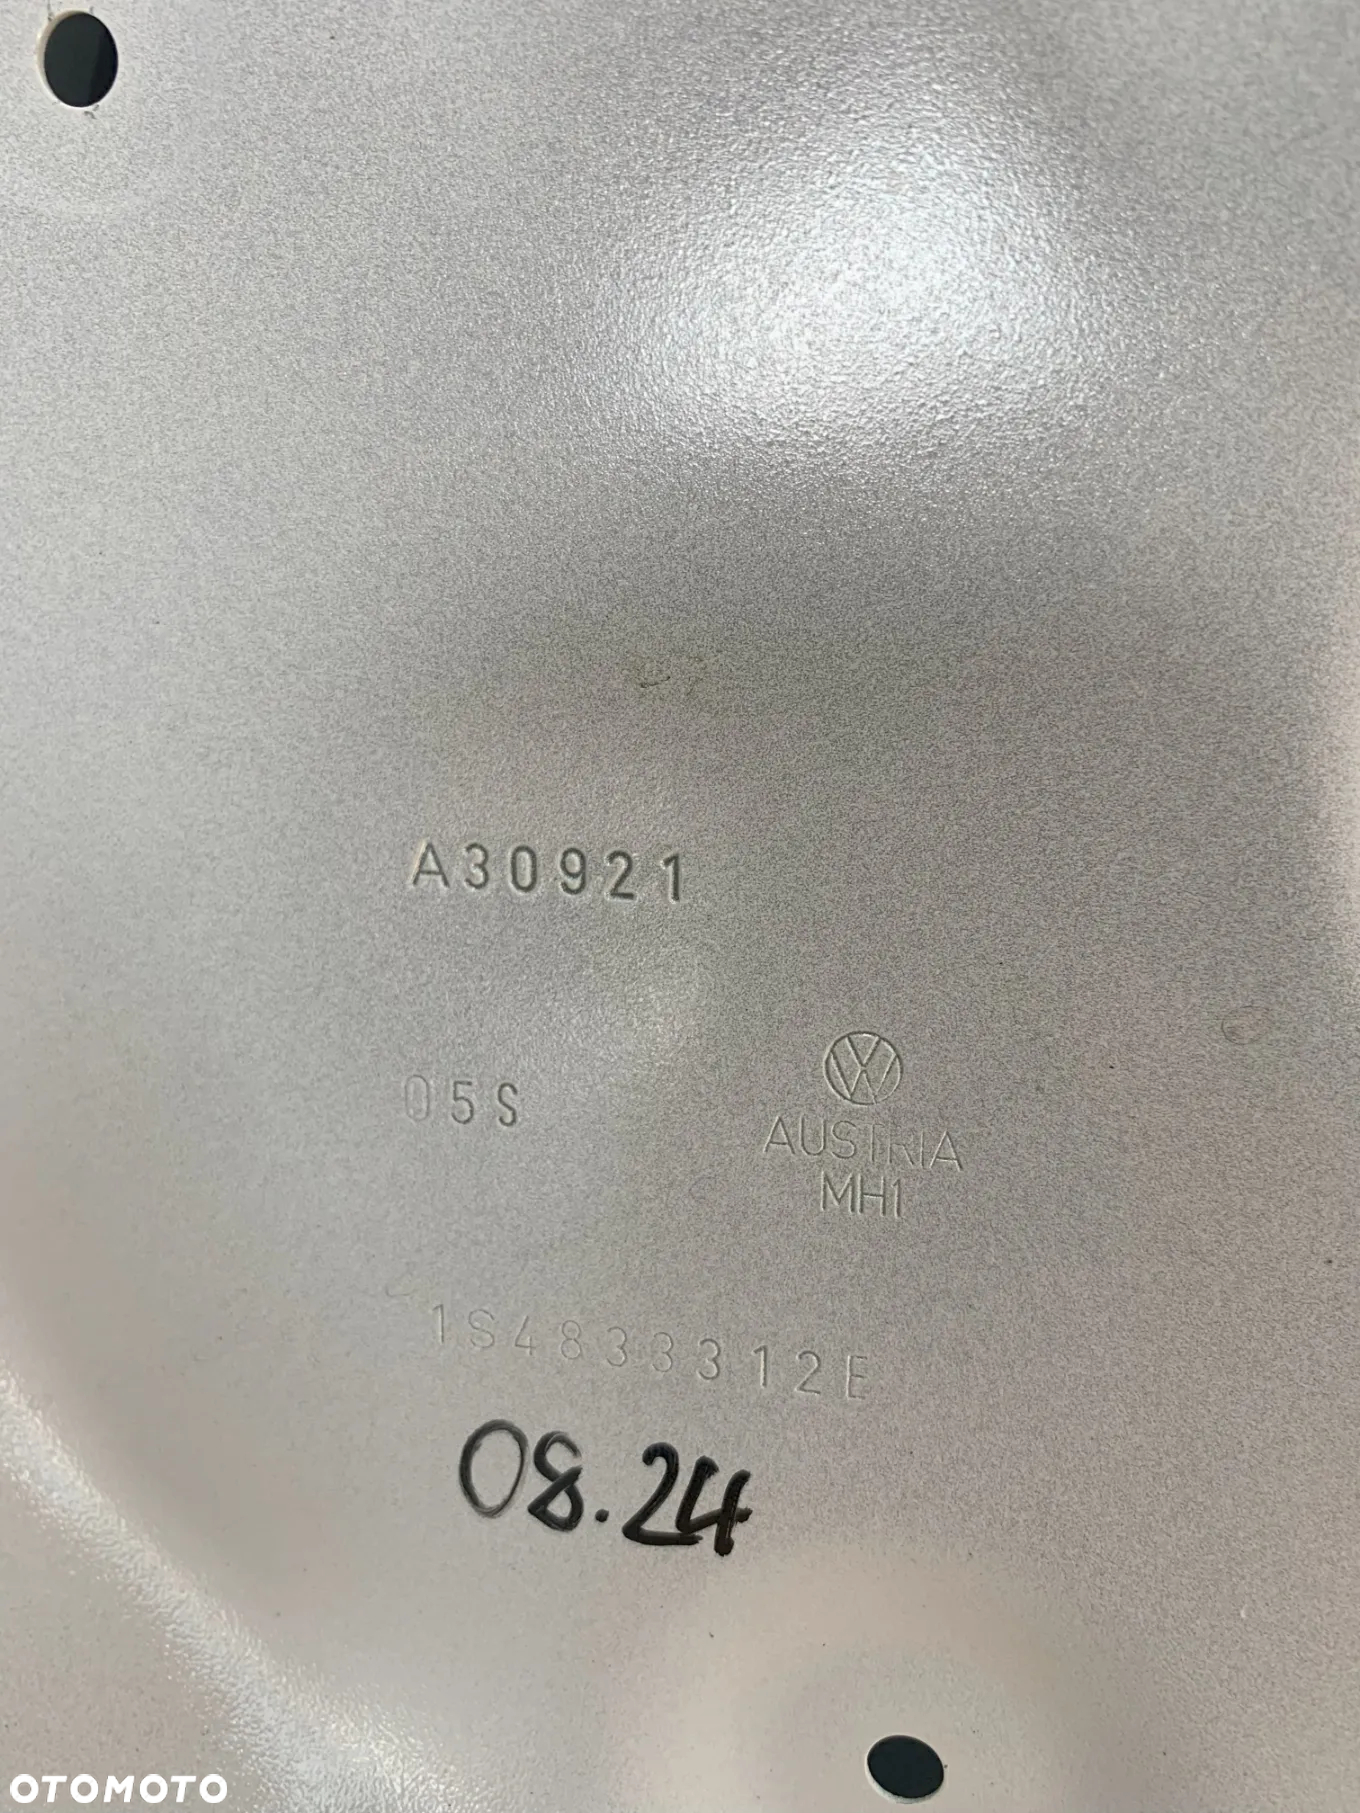 A30921
05S
AUSTRIA
MH1
1S4833312E
08.24
OTOMOTO